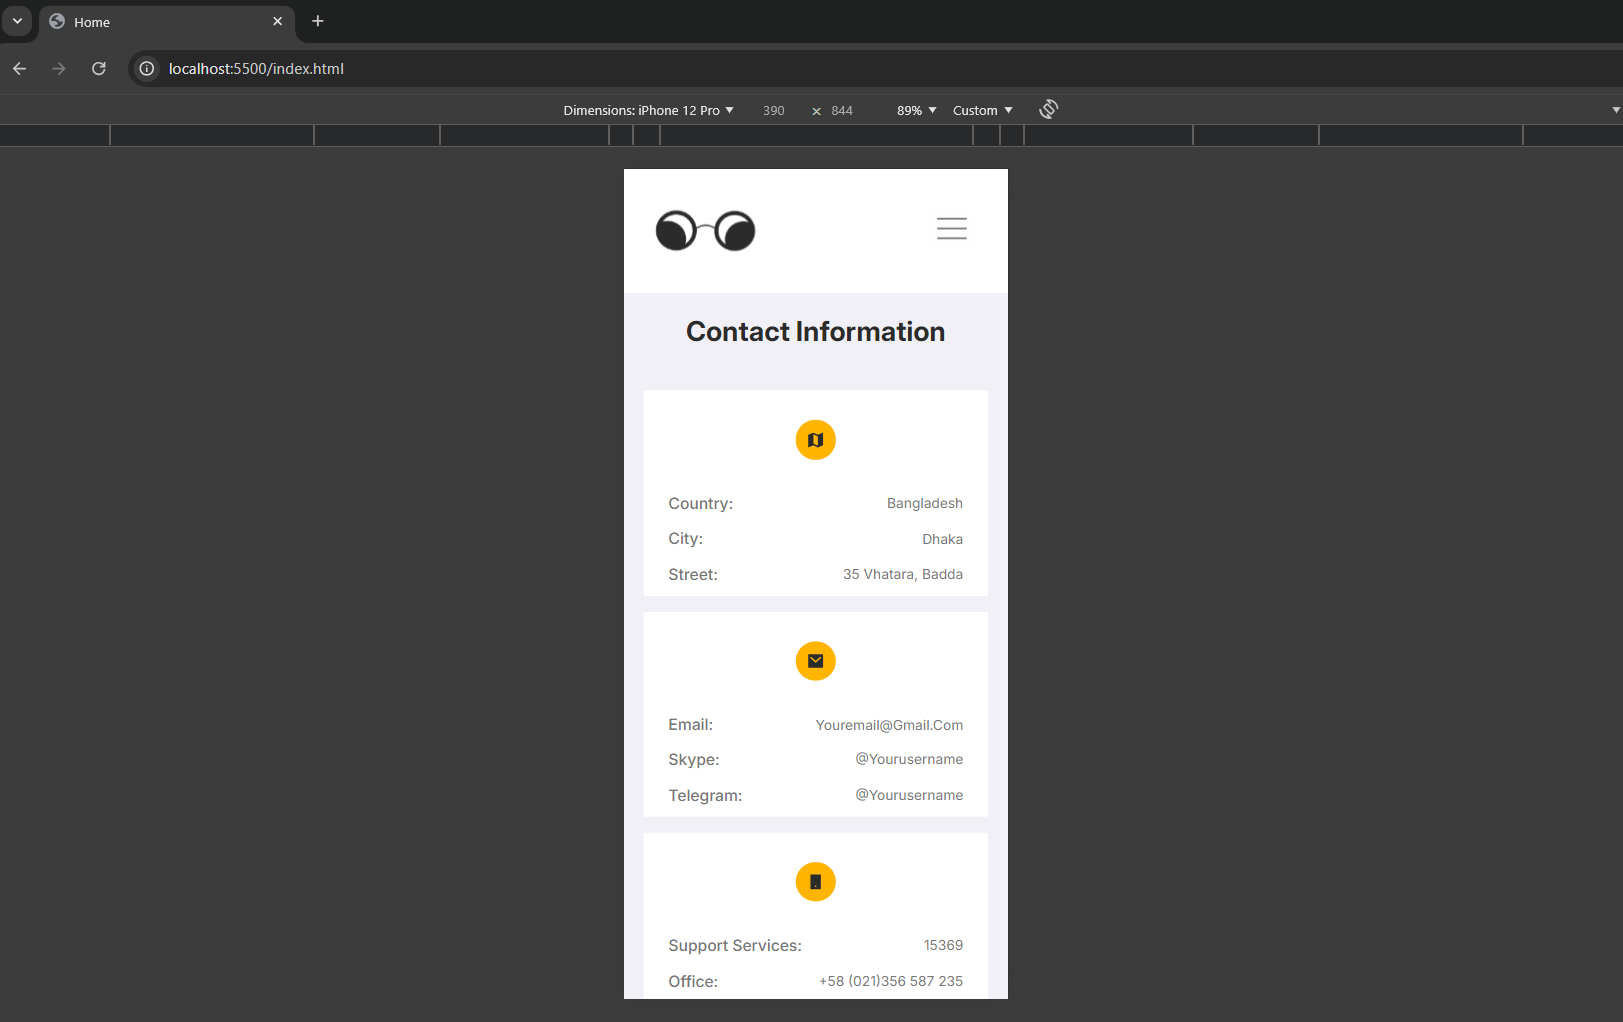 Home
localhost:5500/index.html
Dimensions: iPhone 12 Pro 390 × 844 89% Custom
Contact Information
Country: Bangladesh
City: Dhaka
Street: 35 Vhatara, Badda
Email: Youremail@Gmail.Com
Skype: @Yourusername
Telegram: @Yourusername
Support Services: 15369
Office: +58 (021)356 587 235